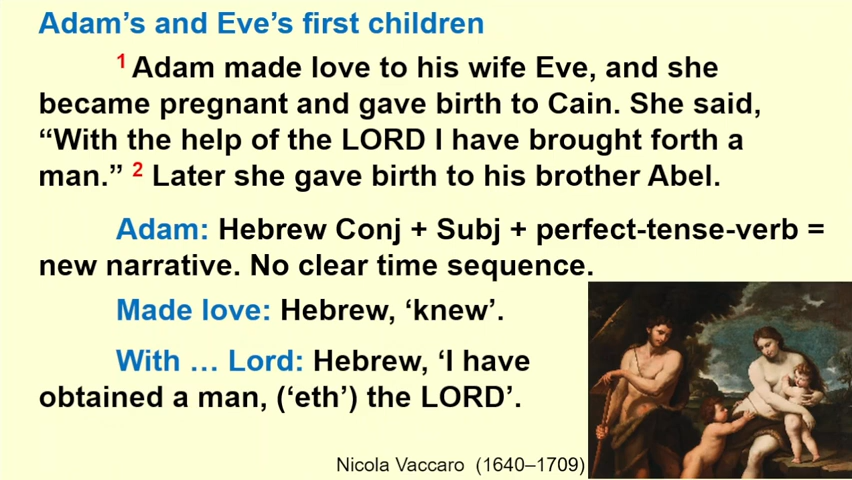 Adam’s and Eve’s first children
1 Adam made love to his wife Eve, and she
became pregnant and gave birth to Cain. She said,
“With the help of the LORD I have brought forth a
man.” 2 Later she gave birth to his brother Abel.
Adam: Hebrew Conj + Subj + perfect-tense-verb =
new narrative. No clear time sequence.
Made love: Hebrew, ‘knew’.
With … Lord: Hebrew, ‘I have
obtained a man, (‘eth’) the LORD’.
Nicola Vaccaro (1640–1709)